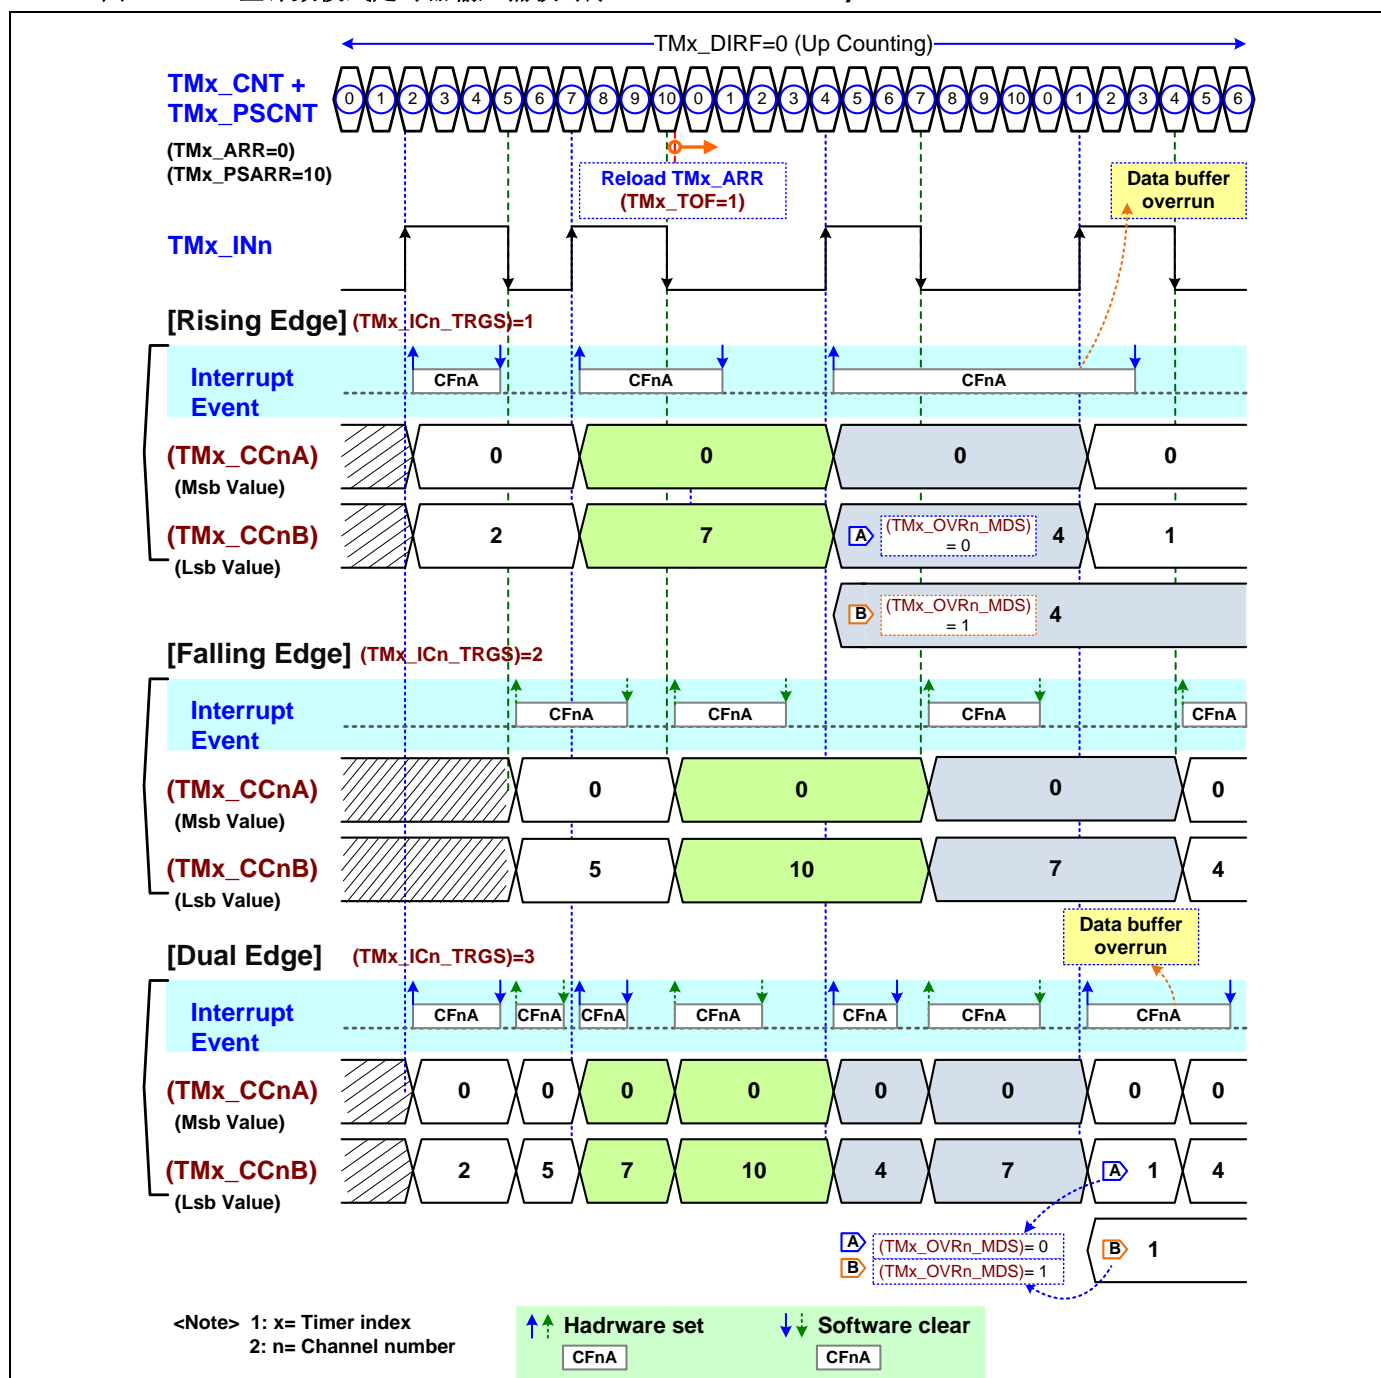 TMx_DIRF=0 (Up Counting)
TMx_CNT +
TMx_PSCNT
0 1 2 3 4 5 6 7 8 9 10 0 1 2 3 4 5 6 7 8 9 10 0 1 2 3 4 5 6
(TMx_ARR=0)
(TMx_PSARR=10)
Reload TMx_ARR
(TMx_TOF=1)
Data buffer
overrun
TMx_INn
[Rising Edge] (TMx_ICn_TRGS)=1
Interrupt
Event
CFnA CFnA CFnA
(TMx_CCnA)
(Msb Value)
0 0 0 0
(TMx_CCnB)
(Lsb Value)
2 7 A (TMx_OVRn_MDS)
= 0
4 1
B (TMx_OVRn_MDS)
= 1
4
[Falling Edge] (TMx_ICn_TRGS)=2
Interrupt
Event
CFnA CFnA CFnA CFnA
(TMx_CCnA)
(Msb Value)
0 0 0 0
(TMx_CCnB)
(Lsb Value)
5 10 7 4
Data buffer
overrun
[Dual Edge] (TMx_ICn_TRGS)=3
Interrupt
Event
CFnA CFnA CFnA CFnA CFnA CFnA CFnA
(TMx_CCnA)
(Msb Value)
0 0 0 0 0 0 0 0
(TMx_CCnB)
(Lsb Value)
2 5 7 10 4 7 A 1 4
A (TMx_OVRn_MDS)= 0
B (TMx_OVRn_MDS)= 1
B 1
<Note> 1: x= Timer index
2: n= Channel number
Hadrware set
CFnA
Software clear
CFnA